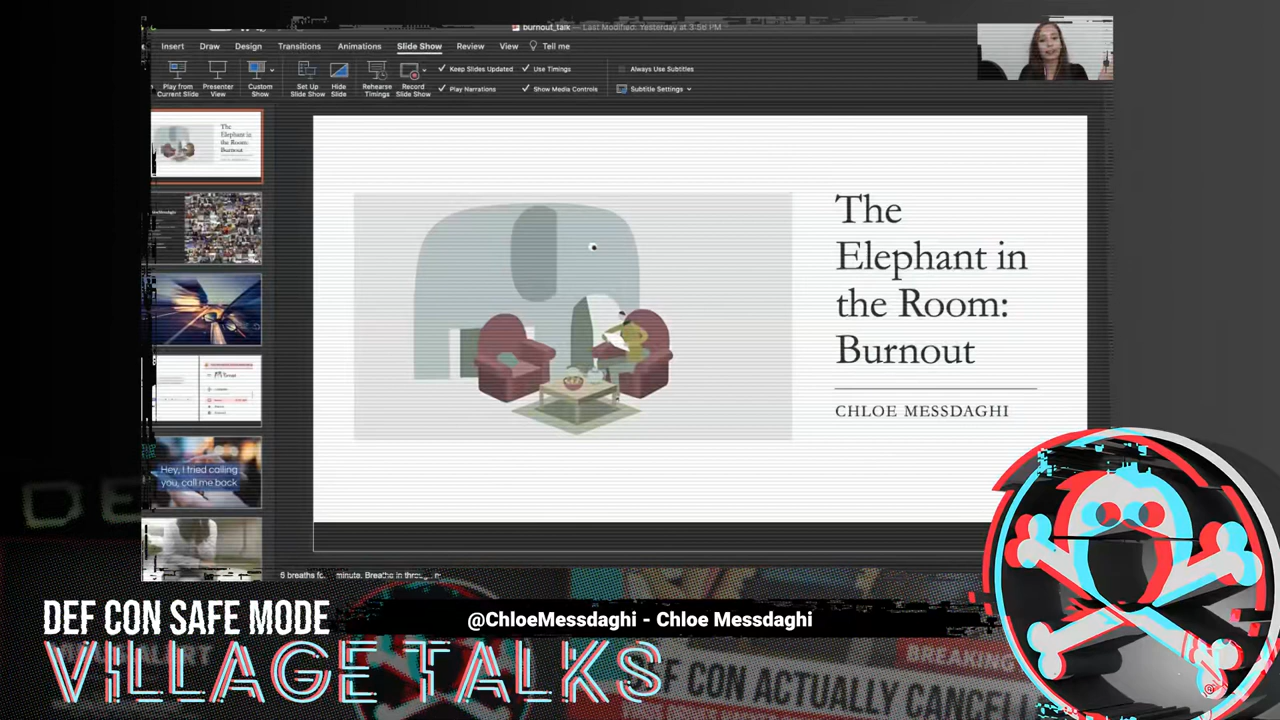 burnout_talk — Last Modified: Yesterday at 3:56 PM
Insert Draw Design Transitions Animations Slide Show Review View Tell me
Play from Current Slide
Presenter View
Custom Show
Set Up Slide Show
Hide Slide
Rehearse Timings
Record Slide Show
Keep Slides Updated
Use Timings
Always Use Subtitles
Play Narrations
Show Media Controls
Subtitle Settings
The
Elephant in
the Room:
Burnout
The
Elephant in
the Room:
Burnout
CHLOE MESSDAGHI
Hey, I tried calling
you, call me back
minute. Breathe in
DEF CON SAFE MODE
@ChloeMessdaghi - Chloe Messdaghi
VILLAGE TALKS
BREAKING
DEF CON ACTUALLY CANCELL